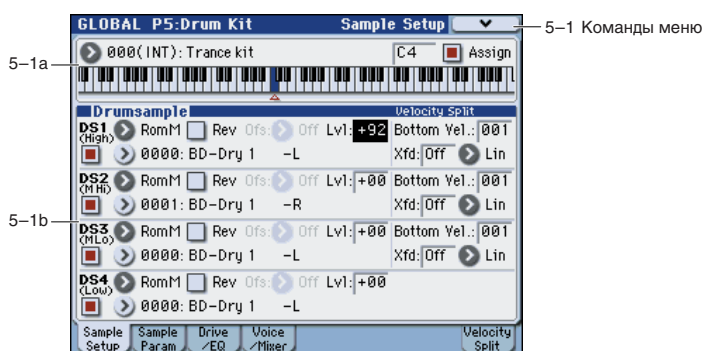 GLOBAL P5:Drum Kit Sample Setup
5–1 Команды меню
000(INT): Trance kit C4 Assign
5–1a
Drumsample Velocity Split
DS1 RomM Rev Ofs: Off Lvl: +92 Bottom Vel.: 001
(High) 0000: BD-Dry 1 -L Xfd: Off Lin
DS2 RomM Rev Ofs: Off Lvl: +00 Bottom Vel.: 001
(M Hi) 0001: BD-Dry 1 -R Xfd: Off Lin
5–1b
DS3 RomM Rev Ofs: Off Lvl: +00 Bottom Vel.: 001
(MLo) 0000: BD-Dry 1 -L Xfd: Off Lin
DS4 RomM Rev Ofs: Off Lvl: +00
(Low) 0000: BD-Dry 1 -L
Sample Setup
Sample Param
Drive /EQ
Voice /Mixer
Velocity Split